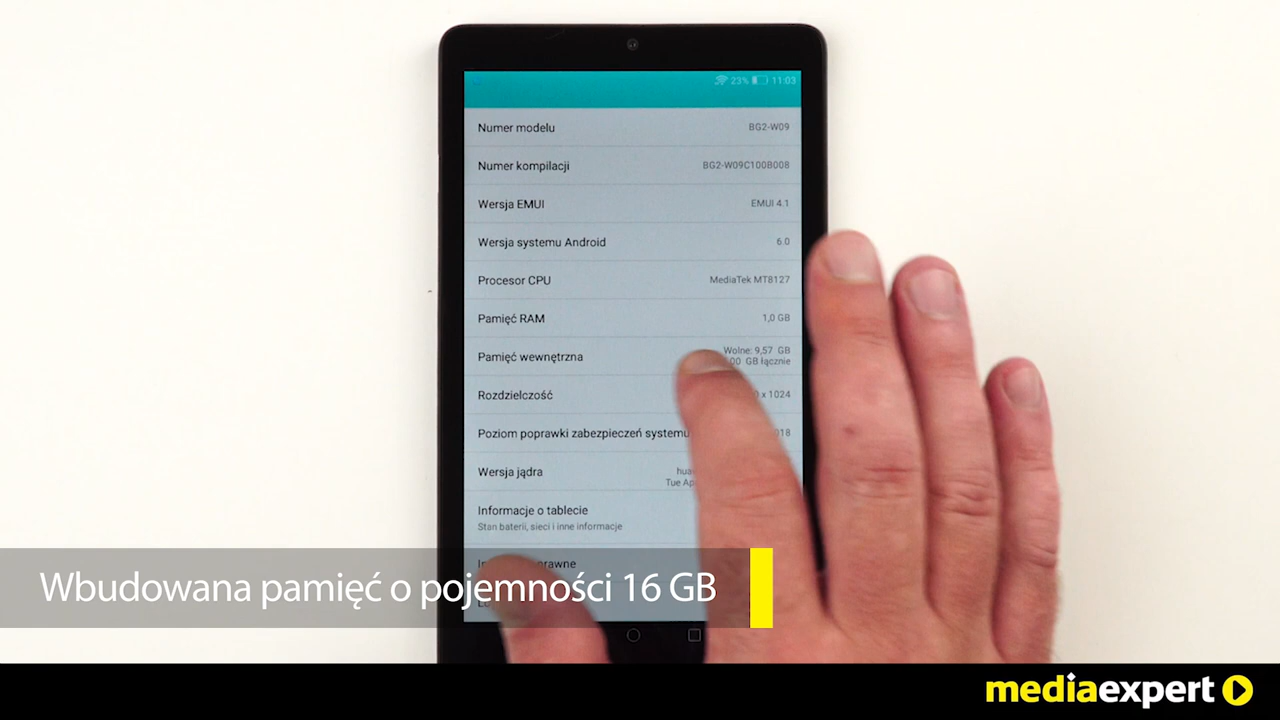 23% 11:03
Numer modelu BG2-W09
Numer kompilacji BG2-W09C100B008
Wersja EMUI EMUI 4.1
Wersja systemu Android 6.0
Procesor CPU MediaTek MT8127
Pamięć RAM 1,0 GB
Pamięć wewnętrzna Wolne: 9,57 GB
GB łącznie
Rozdzielczość x 1024
Poziom poprawki zabezpieczeń systemu
Wersja jądra
Tue
Informacje o tablecie
Stan baterii, sieci i inne informacje
Wbudowana pamięć o pojemności 16 GB
mediaexpert